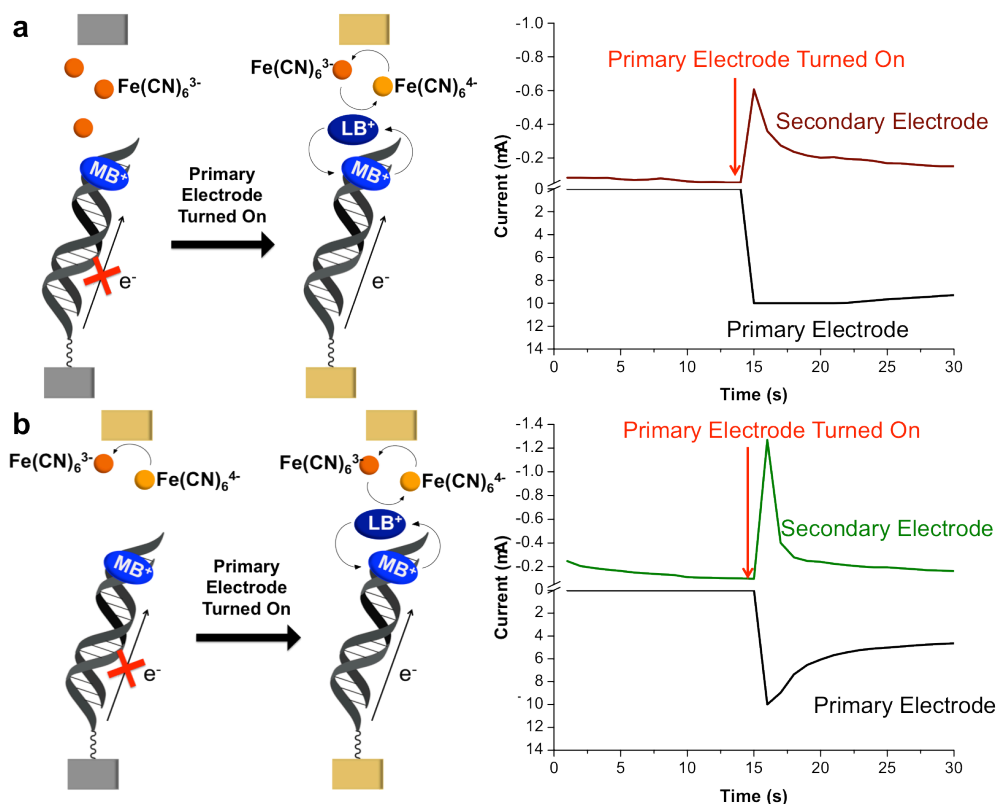 a
Fe(CN)₆³⁻
MB⁺
e⁻
Primary
Electrode
Turned On
Fe(CN)₆³⁻
Fe(CN)₆⁴⁻
LB⁺
MB⁺
e⁻
Primary Electrode Turned On
Secondary Electrode
Primary Electrode
Current (mA)
-1.0
-0.8
-0.6
-0.4
-0.2
0
2
4
6
8
10
12
14
0 5 10 15 20 25 30
Time (s)
b
Fe(CN)₆³⁻
Fe(CN)₆⁴⁻
MB⁺
e⁻
Primary
Electrode
Turned On
Fe(CN)₆³⁻
Fe(CN)₆⁴⁻
LB⁺
MB⁺
e⁻
Primary Electrode Turned On
Secondary Electrode
Primary Electrode
Current (mA)
-1.4
-1.2
-1.0
-0.8
-0.6
-0.4
-0.2
0
2
4
6
8
10
12
14
0 5 10 15 20 25 30
Time (s)